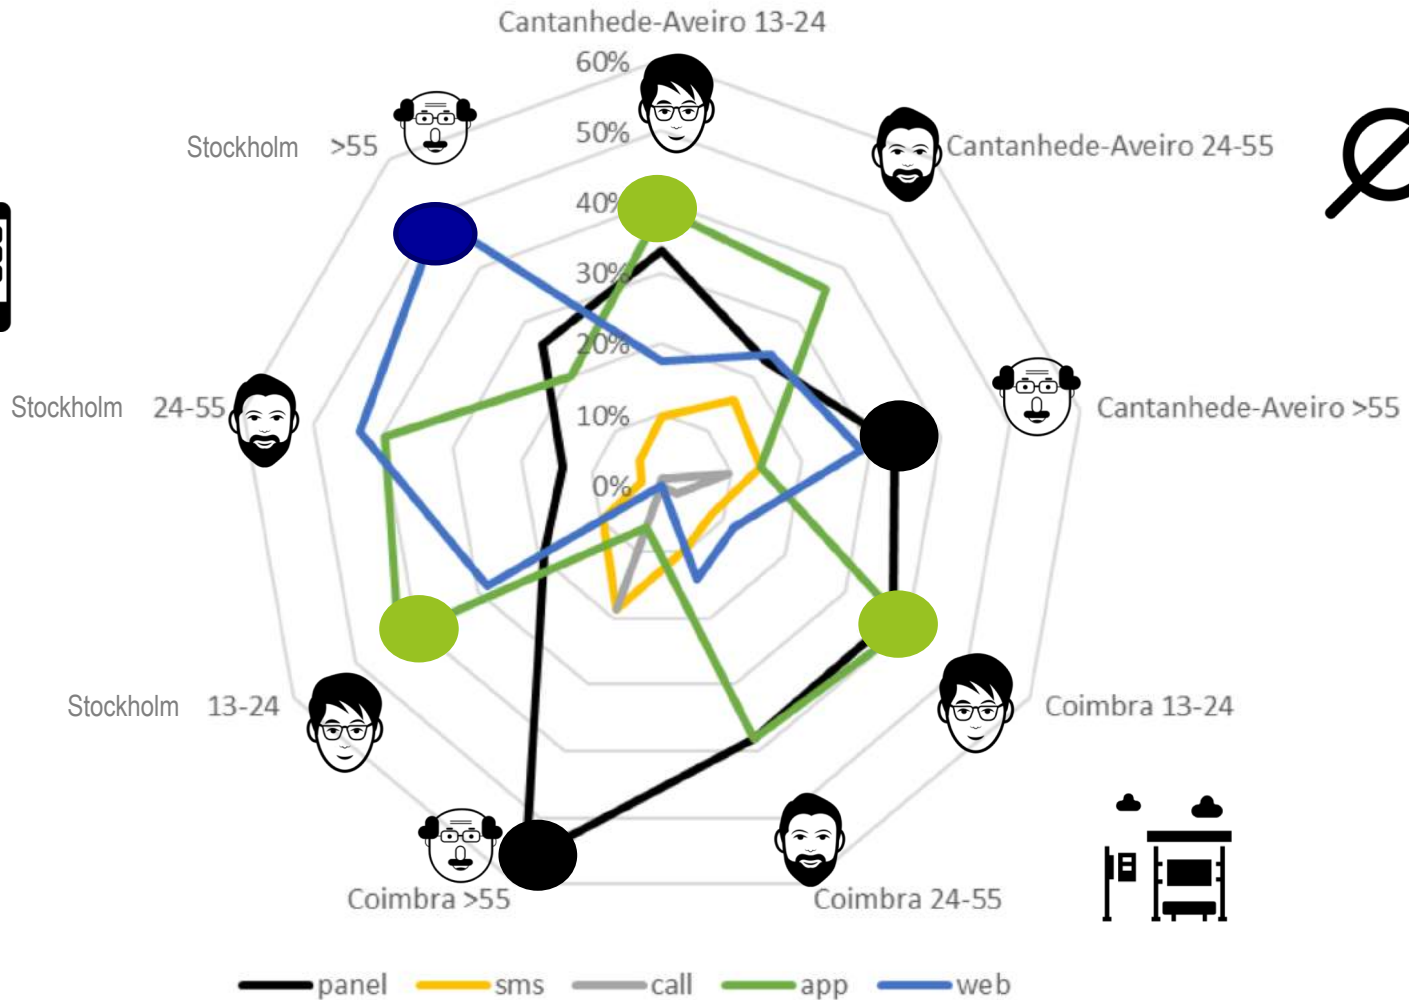 Cantanhede-Aveiro 13-24
60%
50%
40%
30%
20%
10%
0%
Cantanhede-Aveiro 24-55
Cantanhede-Aveiro >55
Coimbra 13-24
Coimbra 24-55
Coimbra >55
Stockholm 13-24
Stockholm 24-55
Stockholm >55
panel sms call app web